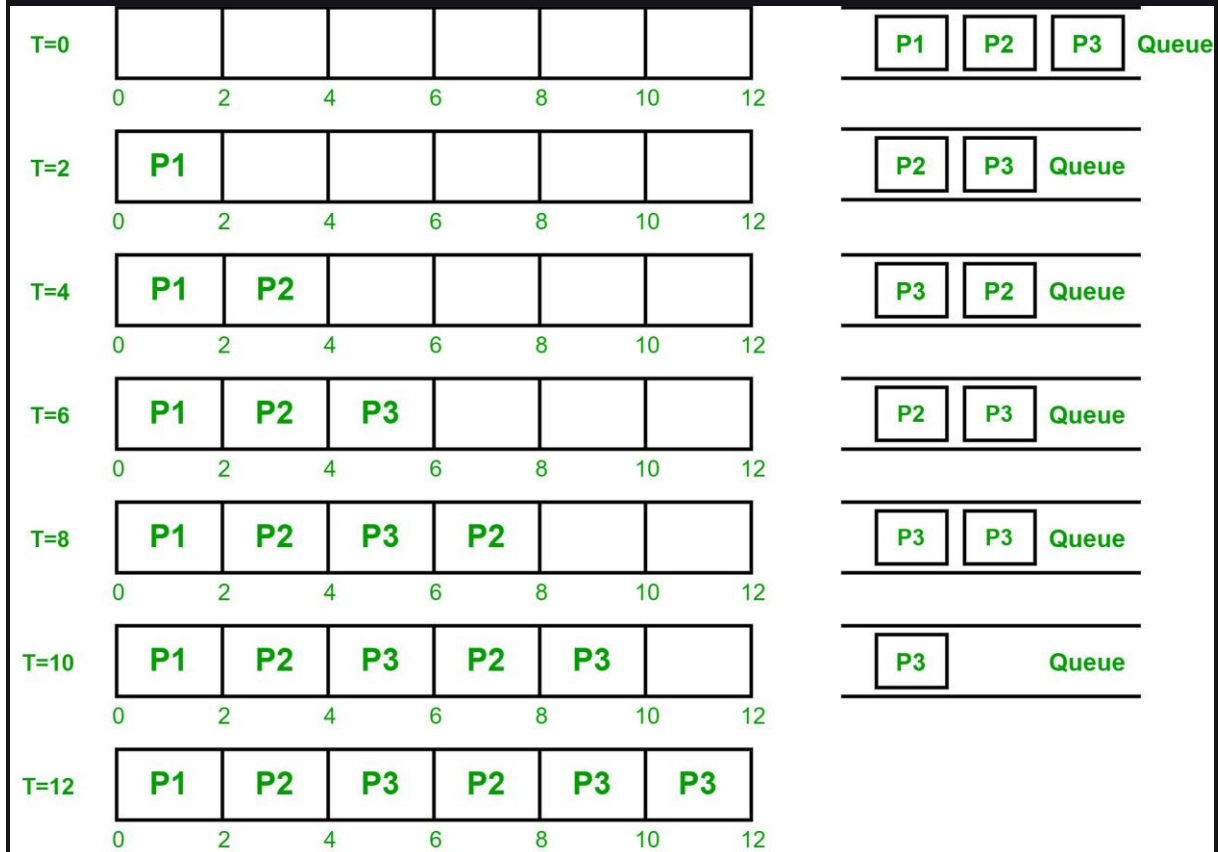 T=0 P1 P2 P3 Queue
0 2 4 6 8 10 12
T=2 P1 P2 P3 Queue
0 2 4 6 8 10 12
T=4 P1 P2 P3 P2 Queue
0 2 4 6 8 10 12
T=6 P1 P2 P3 P2 P3 Queue
0 2 4 6 8 10 12
T=8 P1 P2 P3 P2 P3 P3 Queue
0 2 4 6 8 10 12
T=10 P1 P2 P3 P2 P3 P3 Queue
0 2 4 6 8 10 12
T=12 P1 P2 P3 P2 P3 P3
0 2 4 6 8 10 12